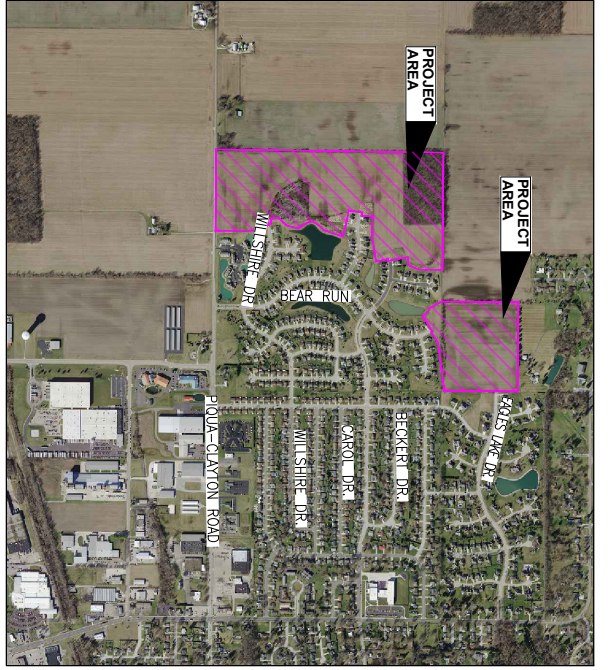 PROJECT
AREA
PROJECT
AREA
WILLSHIRE DR.
BEAR RUN
EAGLES LAKE DR.
PIQUA-CLAYTON ROAD
WILLSHIRE DR.
CAROL DR.
BECKERT DR.